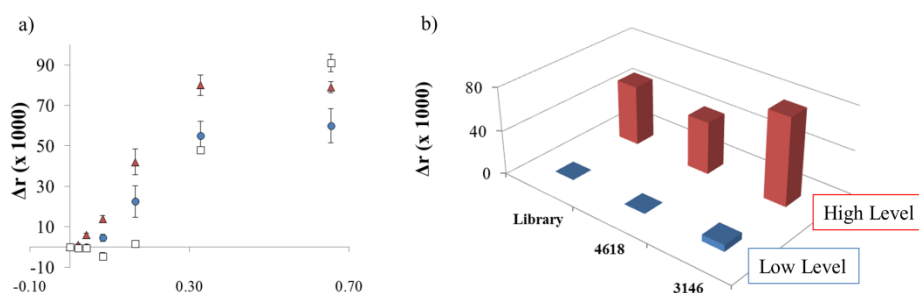 a)
Δr (x 1000)
90
70
50
30
10
-10
-0.10
0.30
0.70
b)
Δr (x 1000)
80
40
0
Library
4618
3146
High Level
Low Level